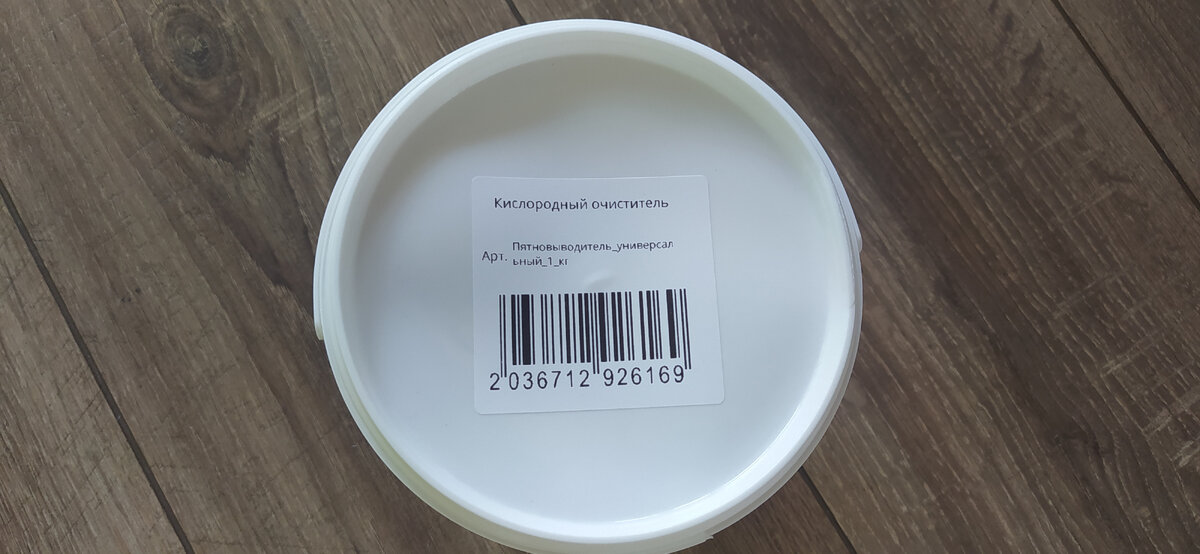 Кислородный очиститель
Арт. Пятновыводитель_универсал
ьный_1_кг
2 036712 926169